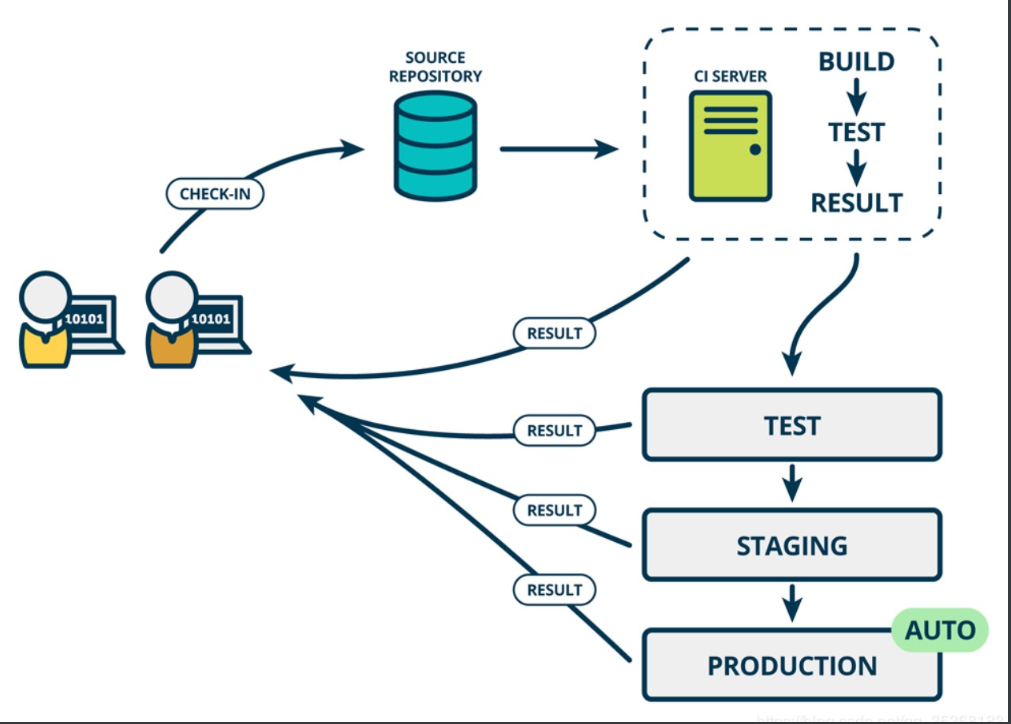 SOURCE
REPOSITORY
CI SERVER
BUILD
TEST
RESULT
CHECK-IN
10101
10101
RESULT
RESULT
TEST
RESULT
STAGING
RESULT
AUTO
PRODUCTION